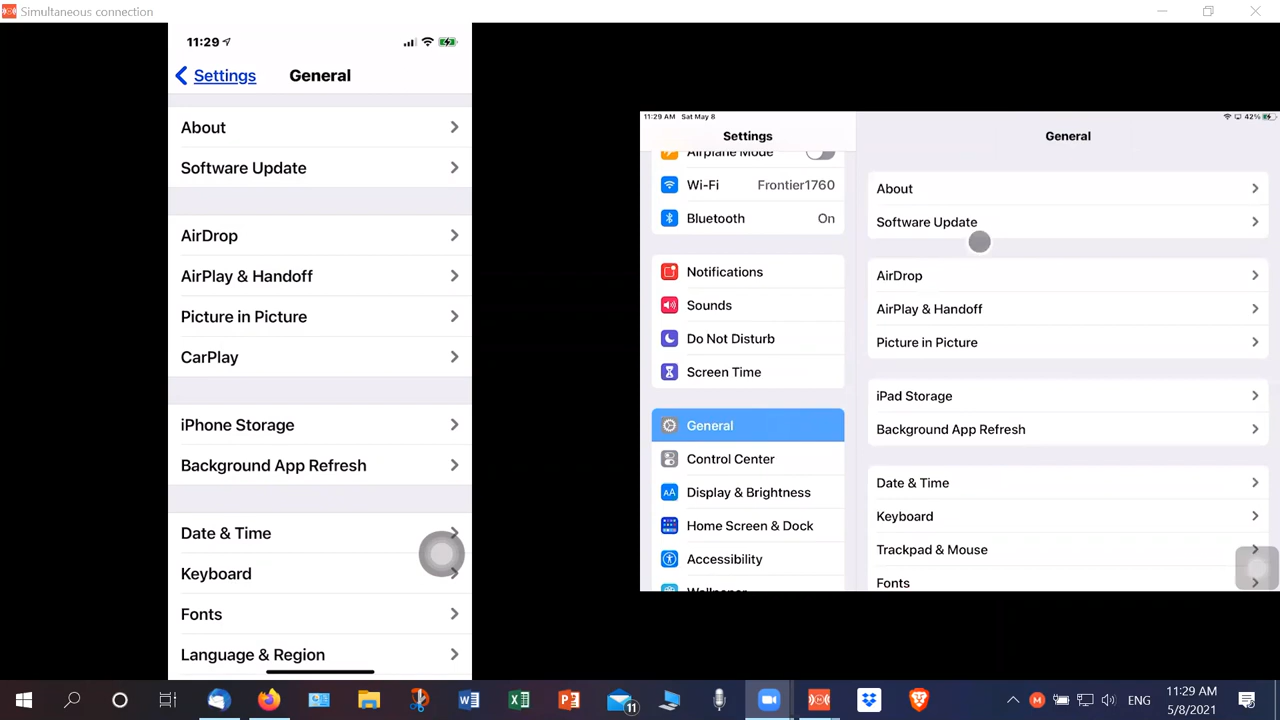 Simultaneous connection
11:29
Settings
General
About
Software Update
AirDrop
AirPlay & Handoff
Picture in Picture
CarPlay
iPhone Storage
Background App Refresh
Date & Time
Keyboard
Fonts
Language & Region
11:29 AM Sat May 8
42%
Settings
Airplane Mode
Wi-Fi Frontier1760
Bluetooth On
Notifications
Sounds
Do Not Disturb
Screen Time
General
Control Center
AA Display & Brightness
Home Screen & Dock
Accessibility
Wallpaper
General
About
Software Update
AirDrop
AirPlay & Handoff
Picture in Picture
iPad Storage
Background App Refresh
Date & Time
Keyboard
Trackpad & Mouse
Fonts
11
ENG
11:29 AM
5/8/2021